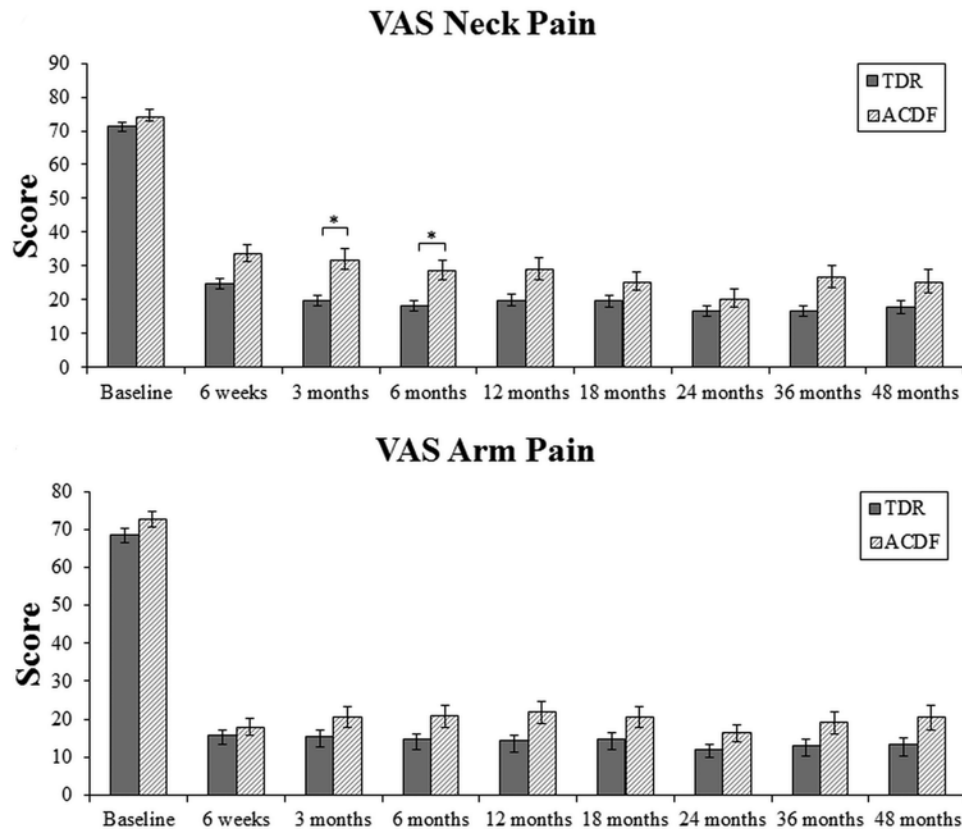 VAS Neck Pain
90
80
70
60
50
40
30
20
10
0
Score
TDR
ACDF
*
*
Baseline 6 weeks 3 months 6 months 12 months 18 months 24 months 36 months 48 months
VAS Arm Pain
80
70
60
50
40
30
20
10
0
Score
TDR
ACDF
Baseline 6 weeks 3 months 6 months 12 months 18 months 24 months 36 months 48 months